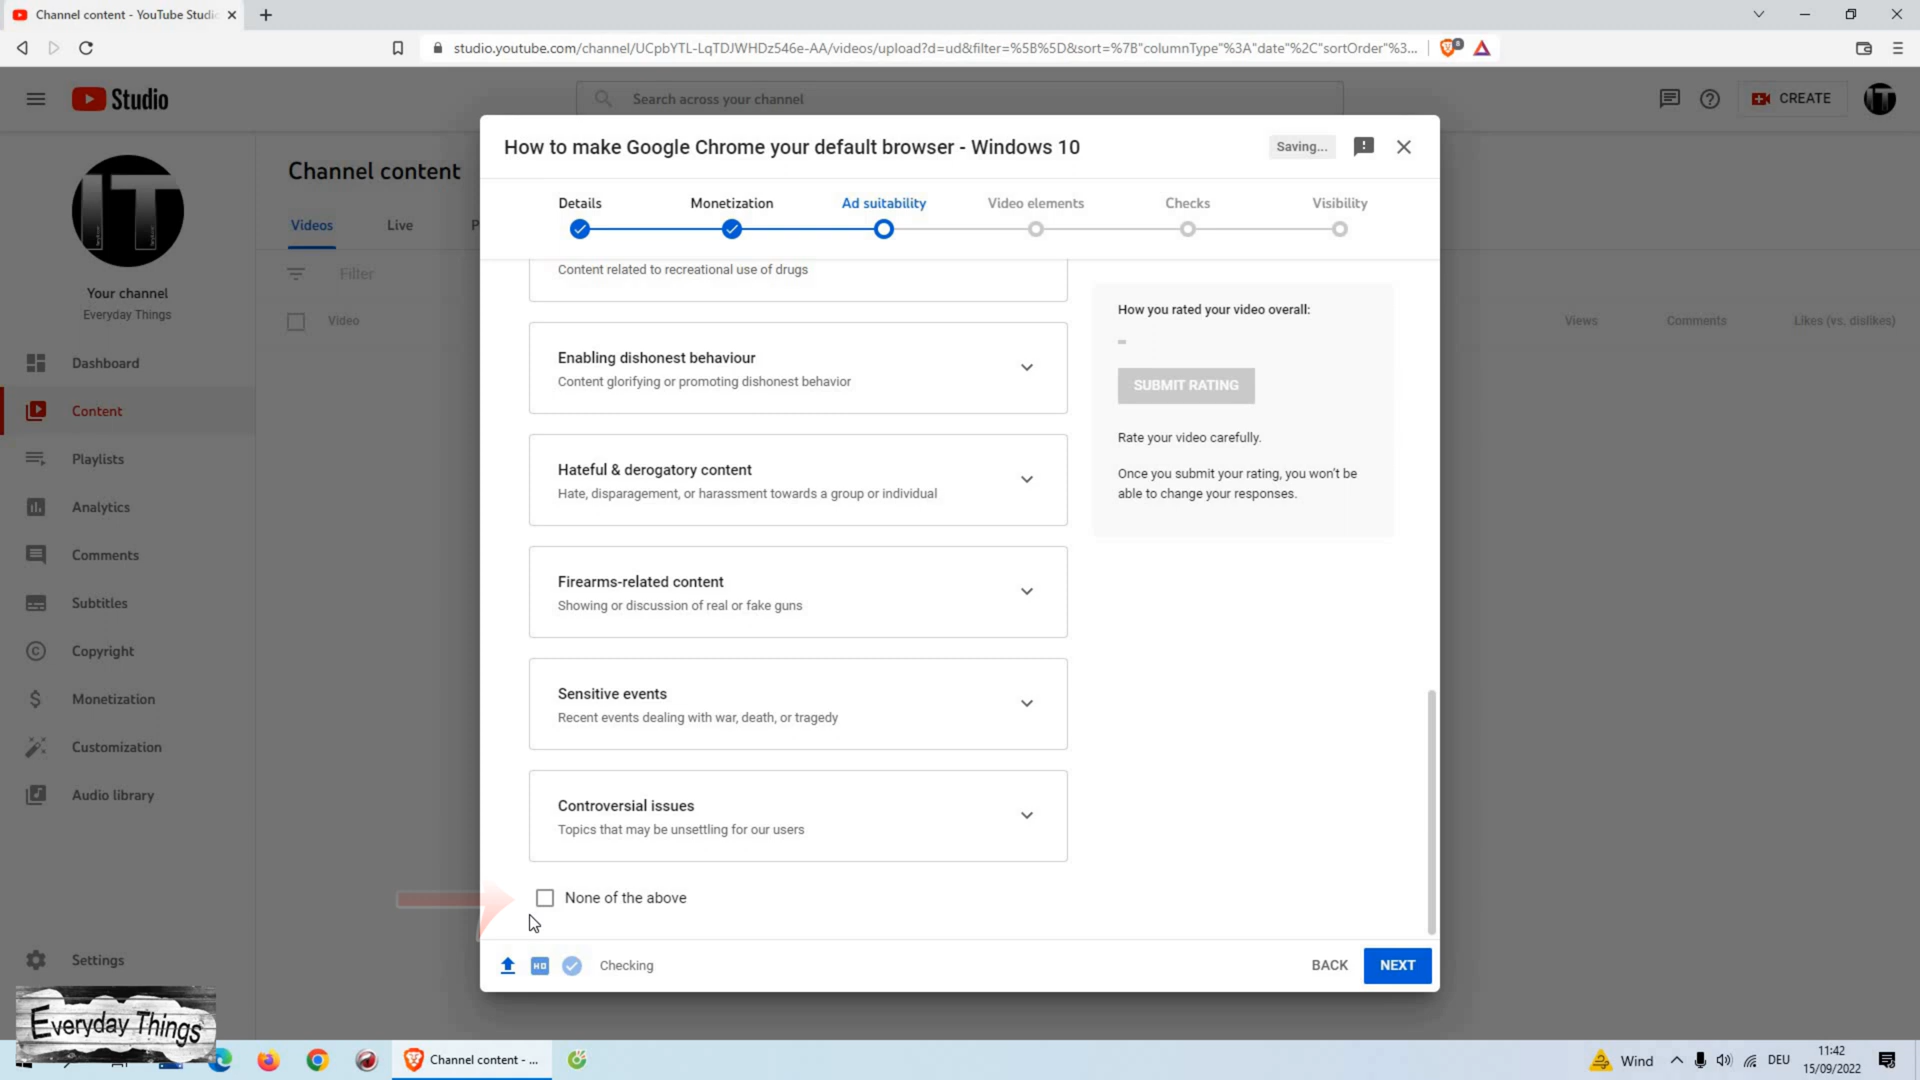 Channel content - YouTube Studio
studio.youtube.com/channel/UCpbYTL-LqTDJWHDz546e-AA/videos/upload?d=ud&filter=%5B%5D&sort=%7B"columnType"%3A"date"%2C"sortOrder"%3...
Studio
Search across your channel
CREATE
IT
Your channel
Everyday Things
Dashboard
Content
Playlists
Analytics
Comments
Subtitles
Copyright
Monetization
Customization
Audio library
Settings
Channel content
Videos
Live
P
Filter
Video
Views
Comments
Likes (vs. dislikes)
How to make Google Chrome your default browser - Windows 10
Saving...
Details
Monetization
Ad suitability
Video elements
Checks
Visibility
Content related to recreational use of drugs
Enabling dishonest behaviour
Content glorifying or promoting dishonest behavior
Hateful & derogatory content
Hate, disparagement, or harassment towards a group or individual
Firearms-related content
Showing or discussion of real or fake guns
Sensitive events
Recent events dealing with war, death, or tragedy
Controversial issues
Topics that may be unsettling for our users
None of the above
How you rated your video overall:
-
SUBMIT RATING
Rate your video carefully.
Once you submit your rating, you won't be
able to change your responses.
HD
Checking
BACK
NEXT
Everyday Things
Channel content - ...
Wind
DEU
11:42
15/09/2022